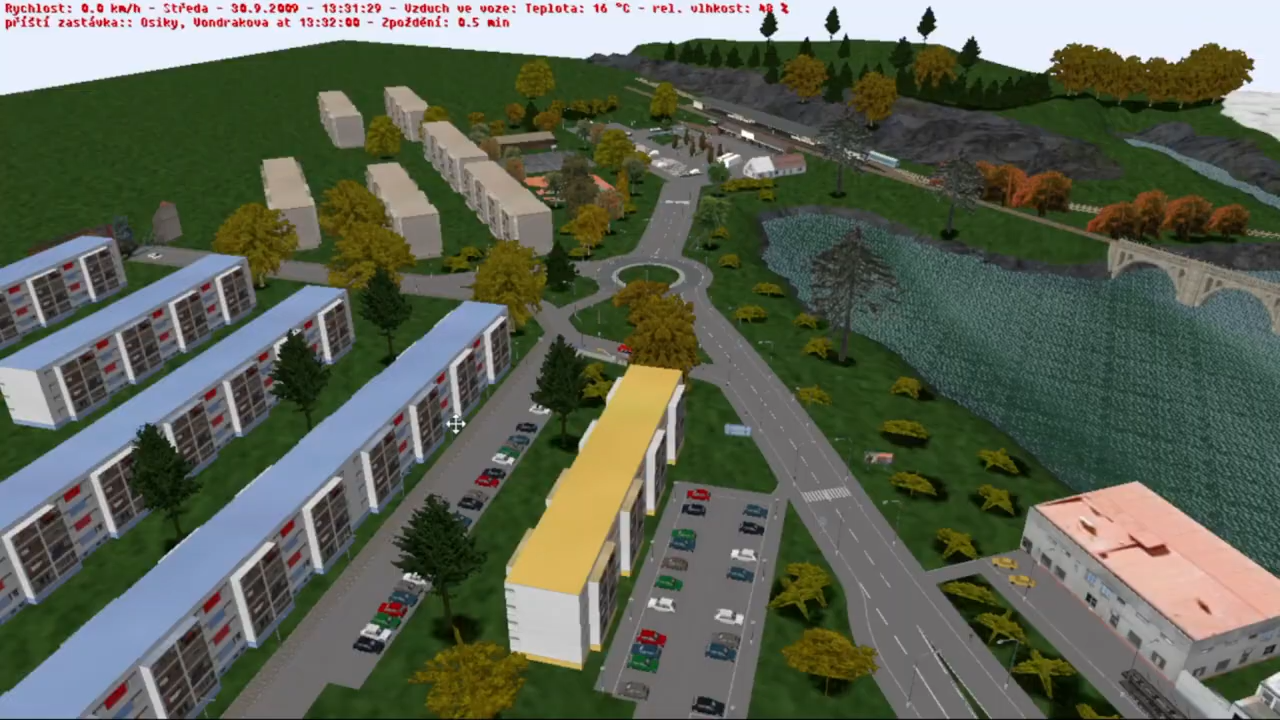 Rychlost: 0.0 km/h - Středa - 30.9.2009 - 13:31:29 - Vzduch ve voze: Teplota: 16 °C - rel. vlhkost: 48 %
příští zastávka:: Osiky, Vondrakova at 13:32:00 - Zpoždění: 0.5 min